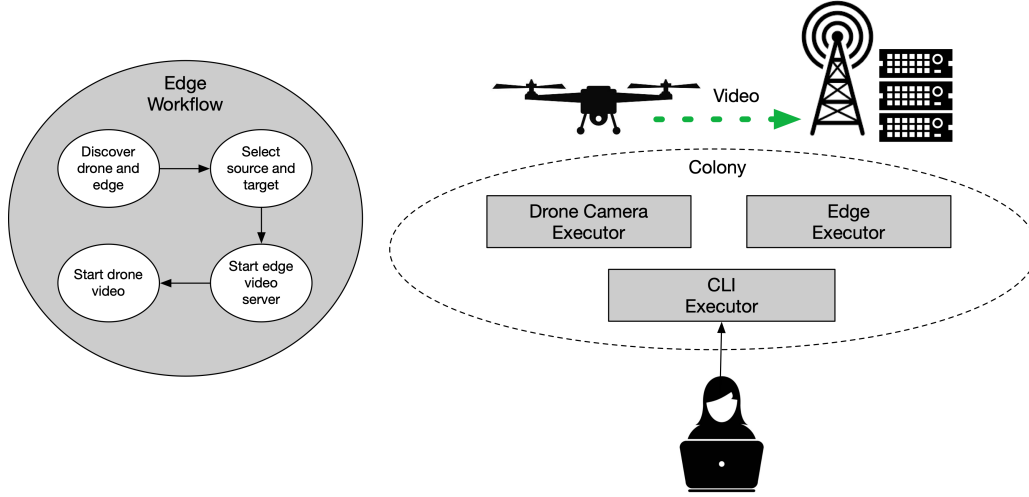 Edge
Workflow
Discover
drone and
edge
Select
source and
target
Start drone
video
Start edge
video
server
Video
Colony
Drone Camera
Executor
Edge
Executor
CLI
Executor